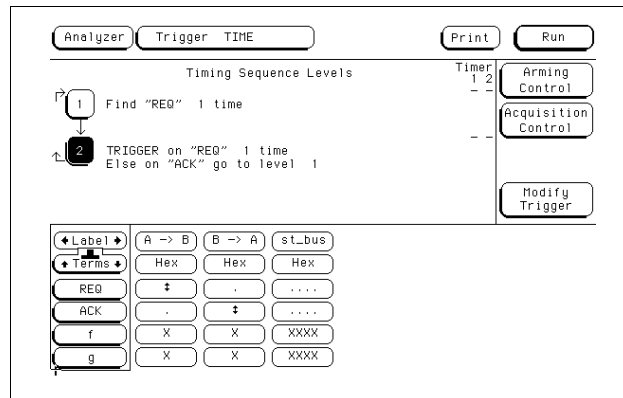 Analyzer Trigger TIME Print Run
Timing Sequence Levels
Timer
1 2
Arming
Control
1 Find "REQ" 1 time
- -
Acquisition
Control
2 TRIGGER on "REQ" 1 time
Else on "ACK" go to level 1
- -
Modify
Trigger
←Label→ A -> B B -> A st_bus
↑Terms↓ Hex Hex Hex
REQ ↕ . ....
ACK . ↕ ....
f X X XXXX
g X X XXXX